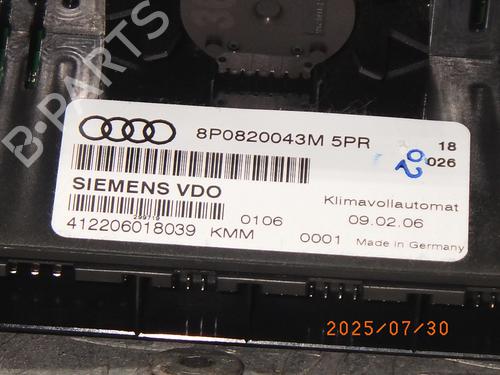 B-PARTS
8P0820043M 5PR
18
026
20
SIEMENS VDO
Klimavollautomat
0106
09.02.06
412206018039 KMM
0001 Made in Germany
2025/07/30